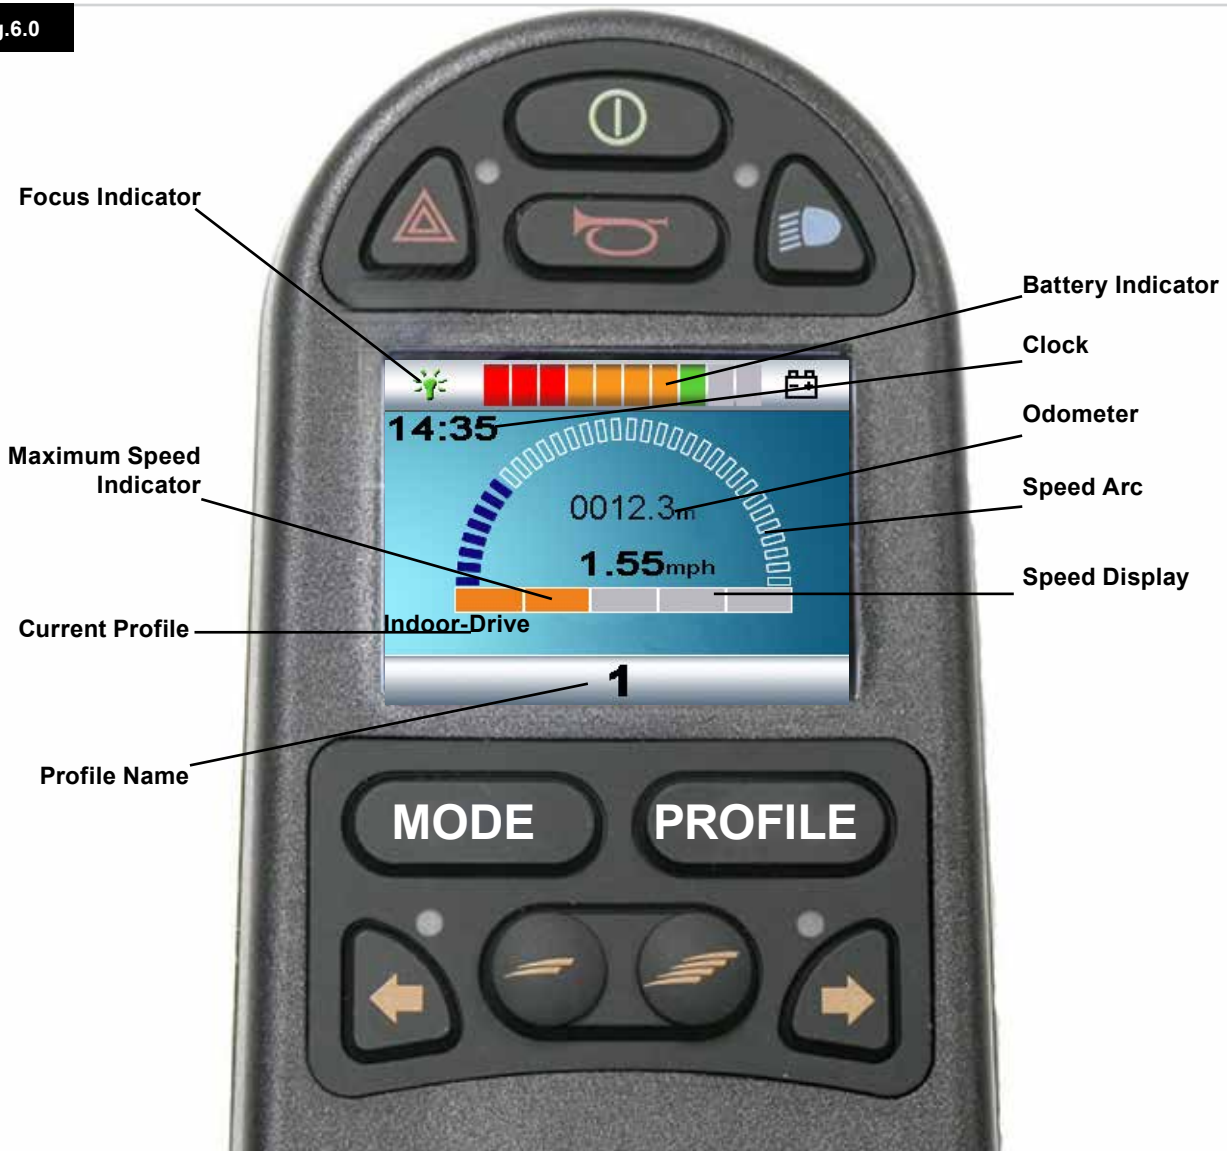 g.6.0
Focus Indicator
Battery Indicator
Clock
14:35
Odometer
Maximum Speed
Indicator
0012.3m
Speed Arc
1.55mph
Speed Display
Current Profile
Indoor-Drive
1
Profile Name
MODE
PROFILE